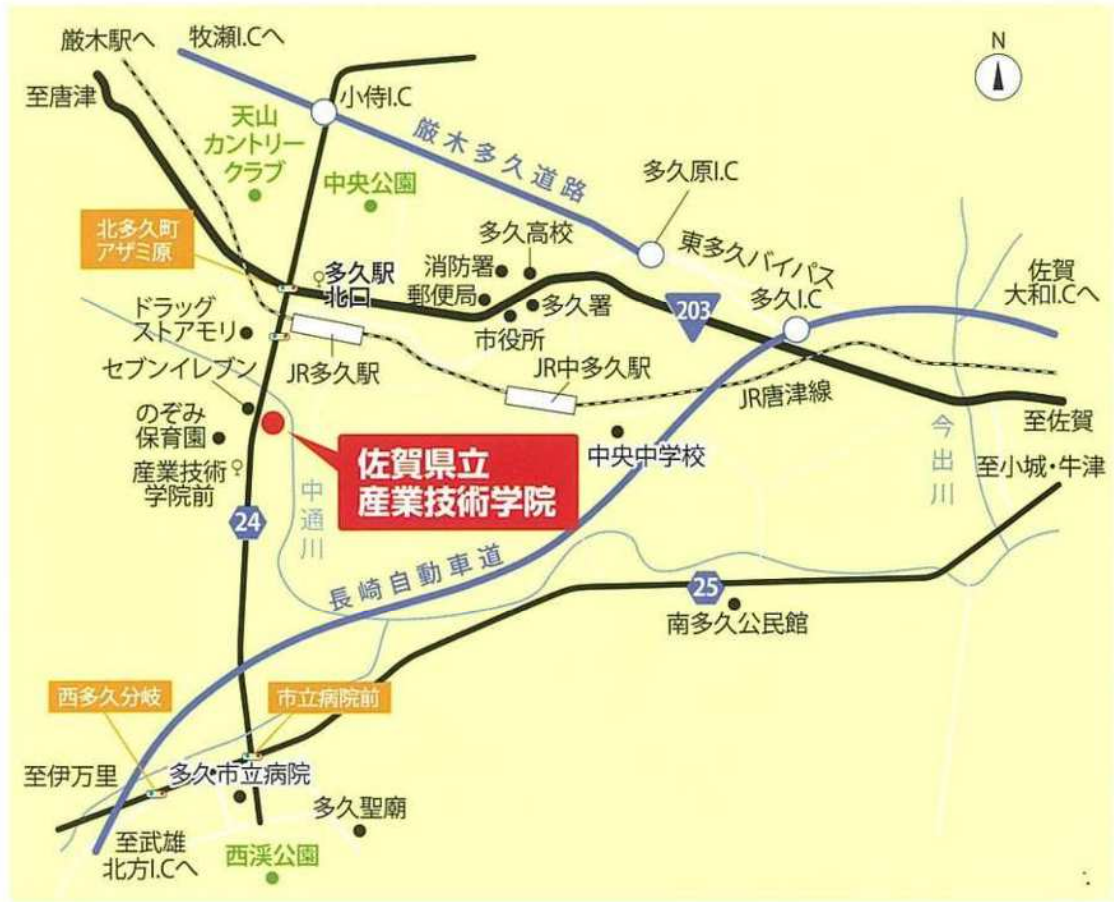 厳木駅へ
牧瀬I.Cへ
N
至唐津
小侍I.C
天山
カントリー
クラブ
中央公園
厳木多久道路
多久原I.C
北多久町
アザミ原
多久高校
消防署
郵便局
東多久バイパス
多久駅
北口
多久署
市役所
203
多久I.C
佐賀
大和I.Cへ
ドラッグ
ストアモリ
セブンイレブン
JR多久駅
JR中多久駅
JR唐津線
至佐賀
のぞみ
保育園
産業技術
学院前
佐賀県立
産業技術学院
中央中学校
今出川
至小城・牛津
24
中通川
長崎自動車道
25
南多久公民館
西多久分岐
市立病院前
至伊万里
多久市立病院
多久聖廟
至武雄
北方I.Cへ
西渓公園